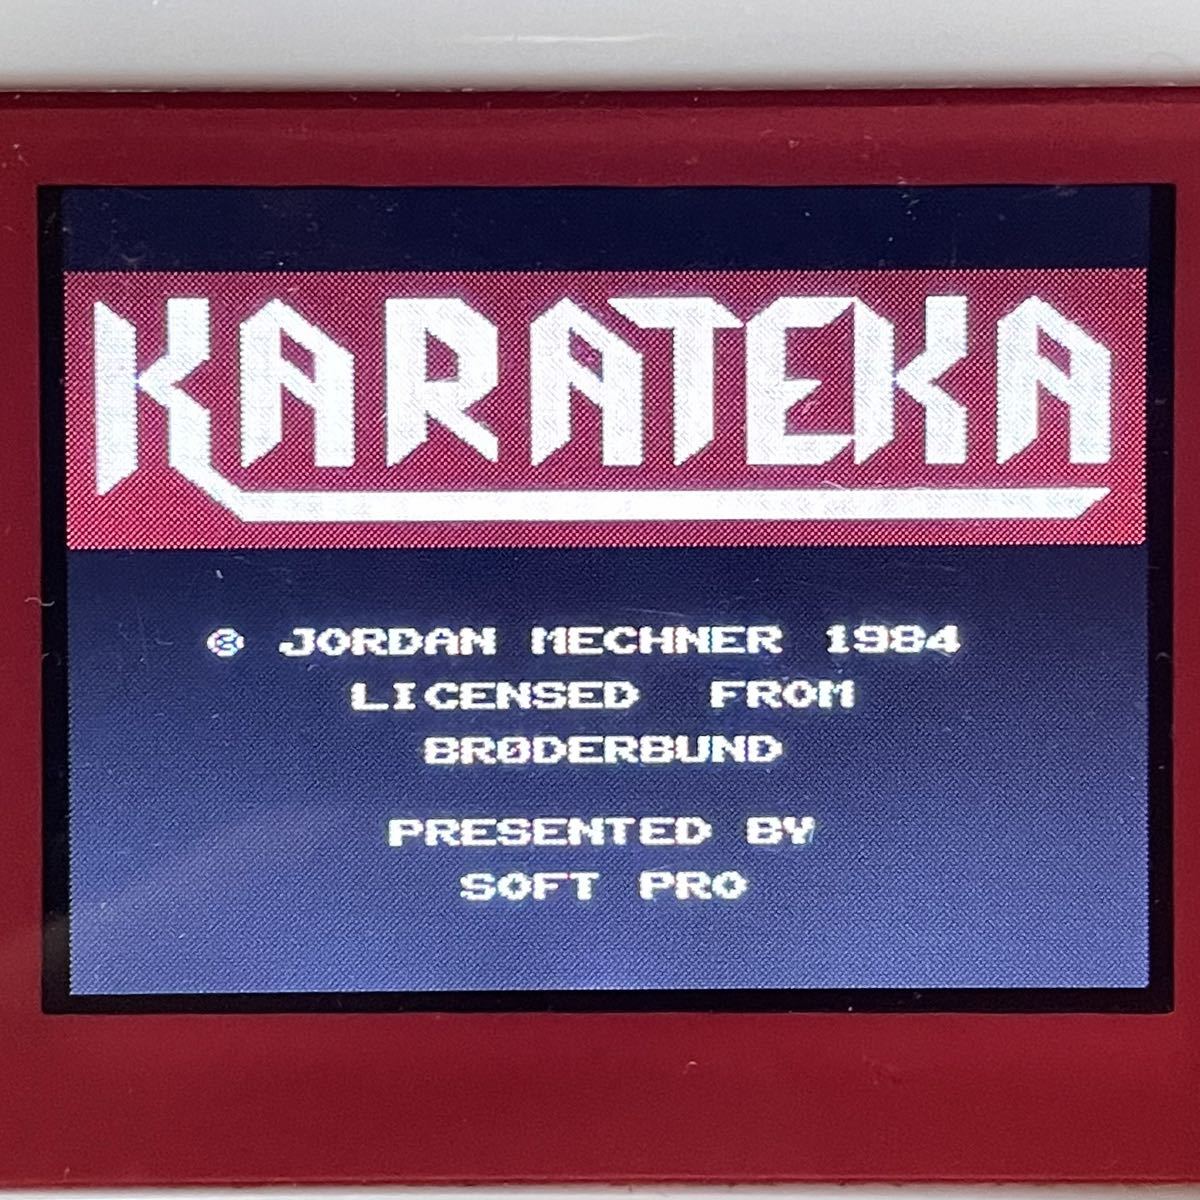 KARATEKA
© JORDAN MECHNER 1984
LICENSED FROM
BRØDERBUND
PRESENTED BY
SOFT PRO